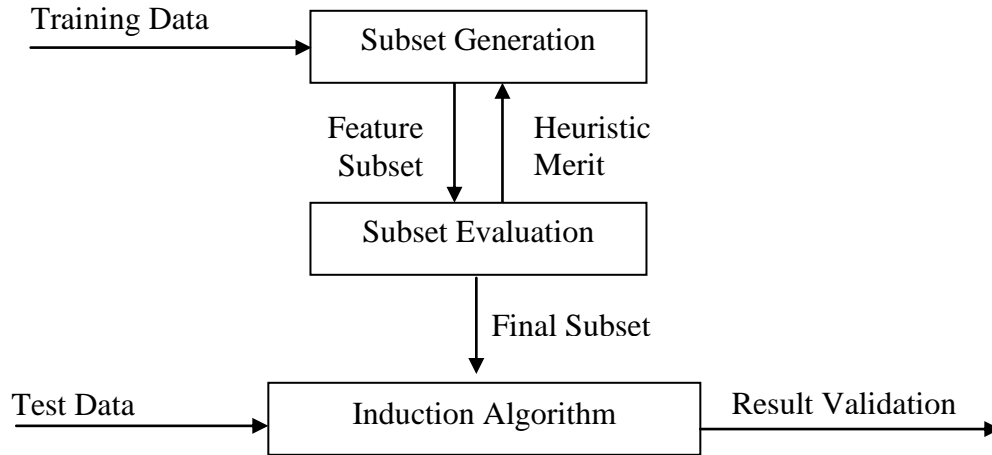 Training Data
Subset Generation
Feature
Subset
Heuristic
Merit
Subset Evaluation
Final Subset
Test Data
Induction Algorithm
Result Validation